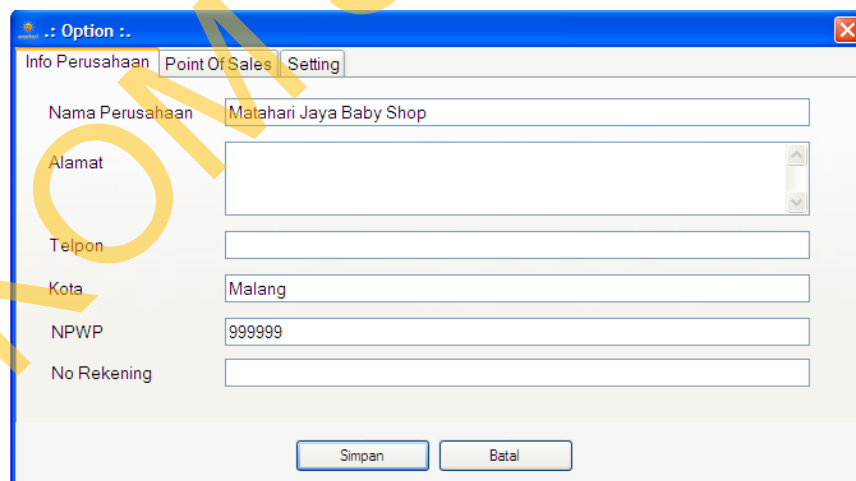 .: Option :.
Info Perusahaan Point Of Sales Setting
Nama Perusahaan Matahari Jaya Baby Shop
Alamat
Telpon
Kota Malang
NPWP 999999
No Rekening
Simpan Batal